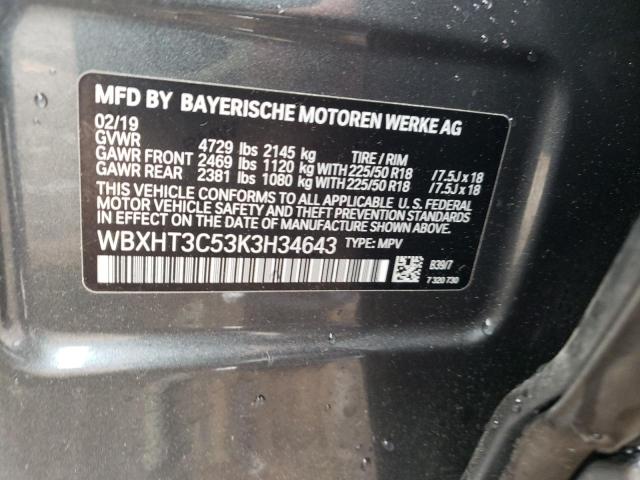 MFD BY BAYERISCHE MOTOREN WERKE AG
02/19
GVWR 4729 lbs 2145 kg TIRE / RIM
GAWR FRONT 2469 lbs 1120 kg WITH 225/50 R18 /7.5J x 18
GAWR REAR 2381 lbs 1080 kg WITH 225/50 R18 /7.5J x 18
THIS VEHICLE CONFORMS TO ALL APPLICABLE U. S. FEDERAL
MOTOR VEHICLE SAFETY AND THEFT PREVENTION STANDARDS
IN EFFECT ON THE DATE OF MANUFACTURE SHOWN ABOVE.
WBXHT3C53K3H34643 TYPE: MPV
B39/7
7 320 730